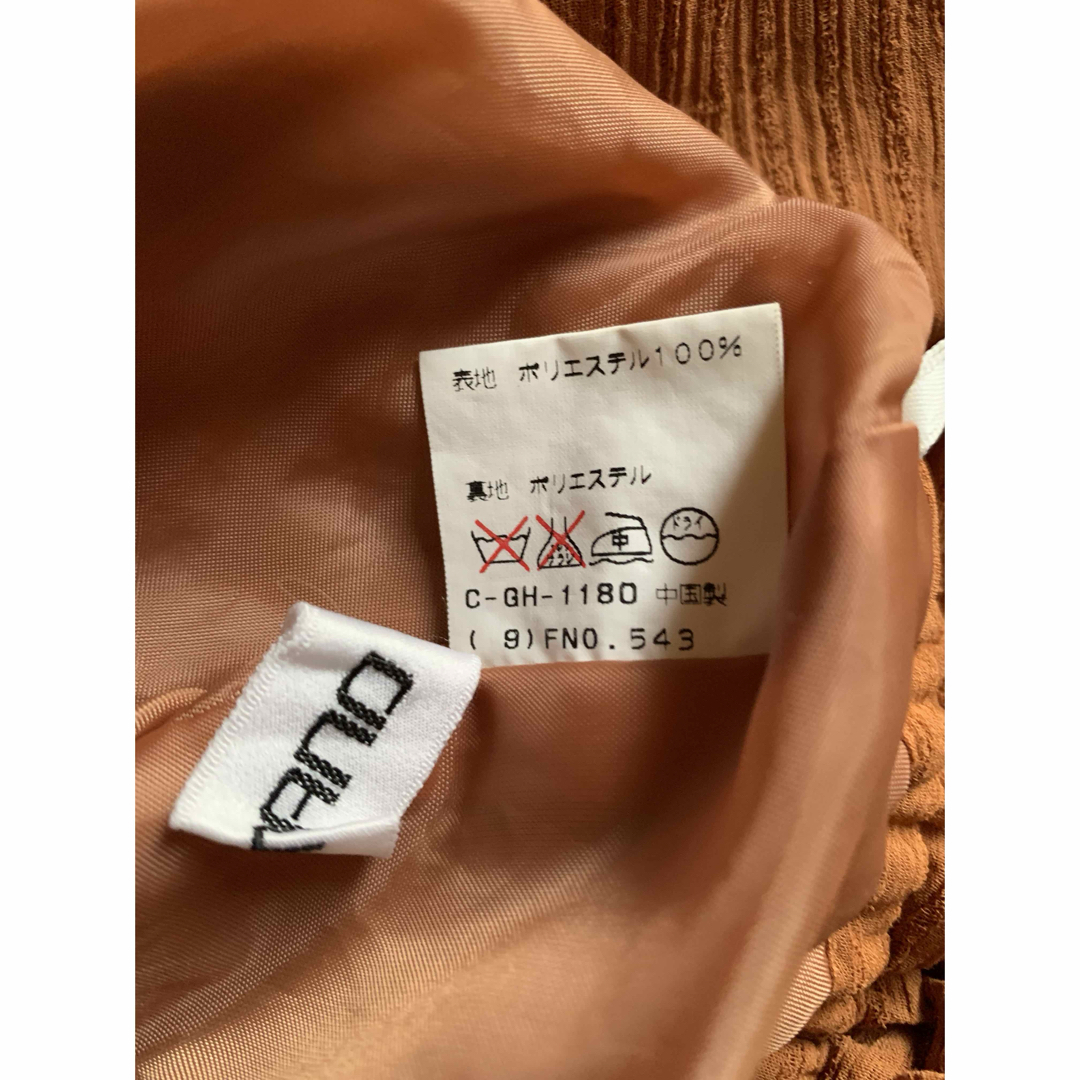 表地 ポリエステル100%
裏地 ポリエステル
中 ドライ
C-GH-1180 中国製
( 9)FNO.543